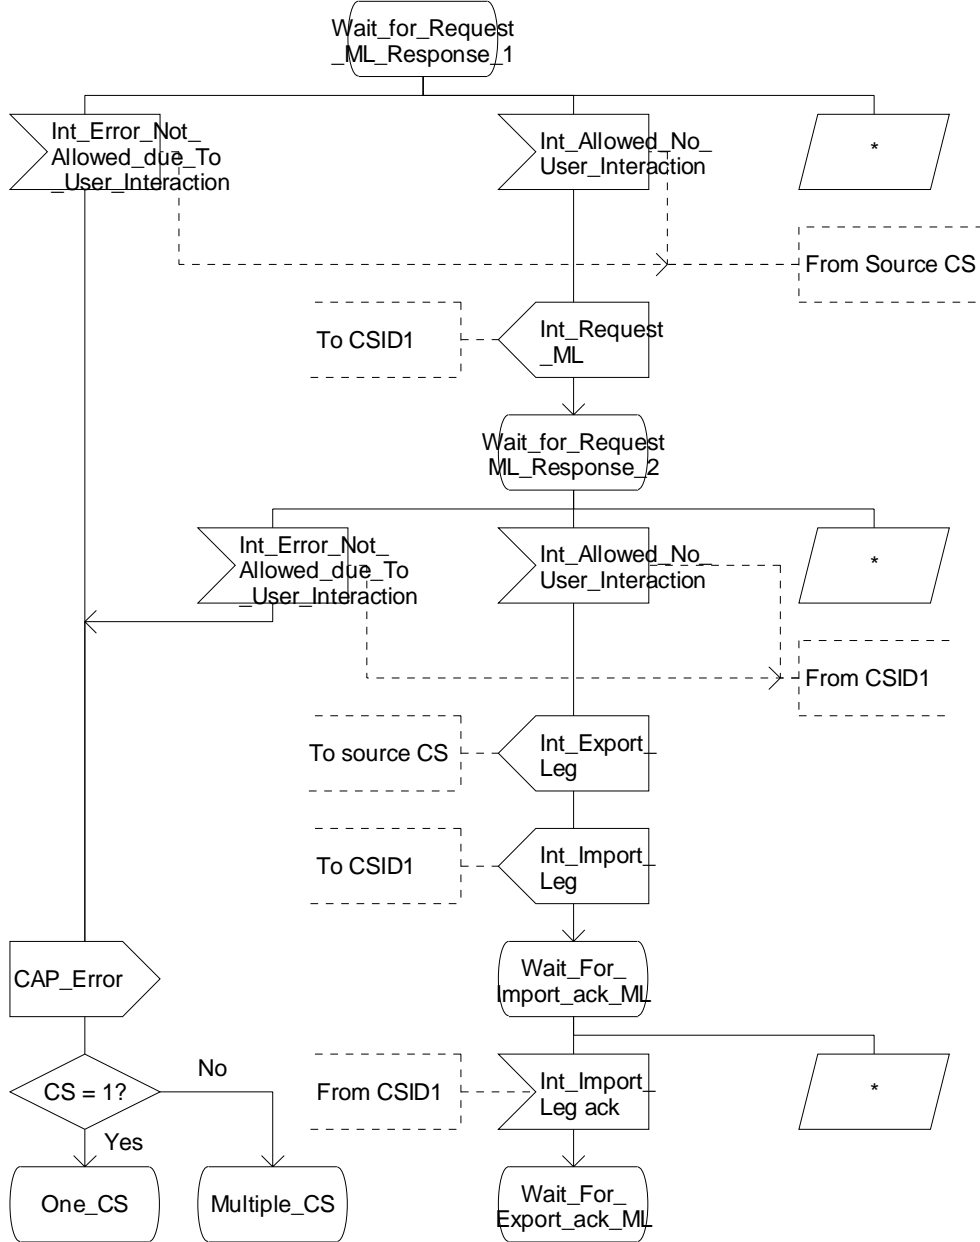 Wait_for_Request
_ML_Response_1
Int_Error_Not_
Allowed_due_To
_User_Interaction
Int_Allowed_No_
User_Interaction
*
From Source CS
To CSID1
Int_Request
_ML
Wait_for_Request
ML_Response_2
Int_Error_Not_
Allowed_due_To
_User_Interaction
Int_Allowed_No_
User_Interaction
*
From CSID1
To source CS
Int_Export_
Leg
To CSID1
Int_Import_
Leg
CAP_Error
Wait_For_
Import_ack_ML
CS = 1?
No
Yes
From CSID1
Int_Import_
Leg ack
*
One_CS
Multiple_CS
Wait_For_
Export_ack_ML